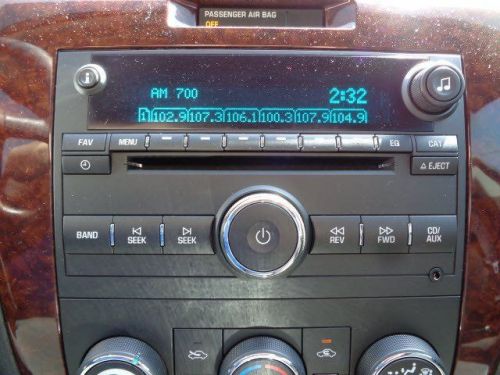 PASSENGER AIR BAG
OFF
i
AM 700 2:32
1 102.9 107.3 106.1 100.3 107.9 104.9
FAV MENU EQ CAT
EJECT
BAND SEEK SEEK REV FWD CD/
AUX